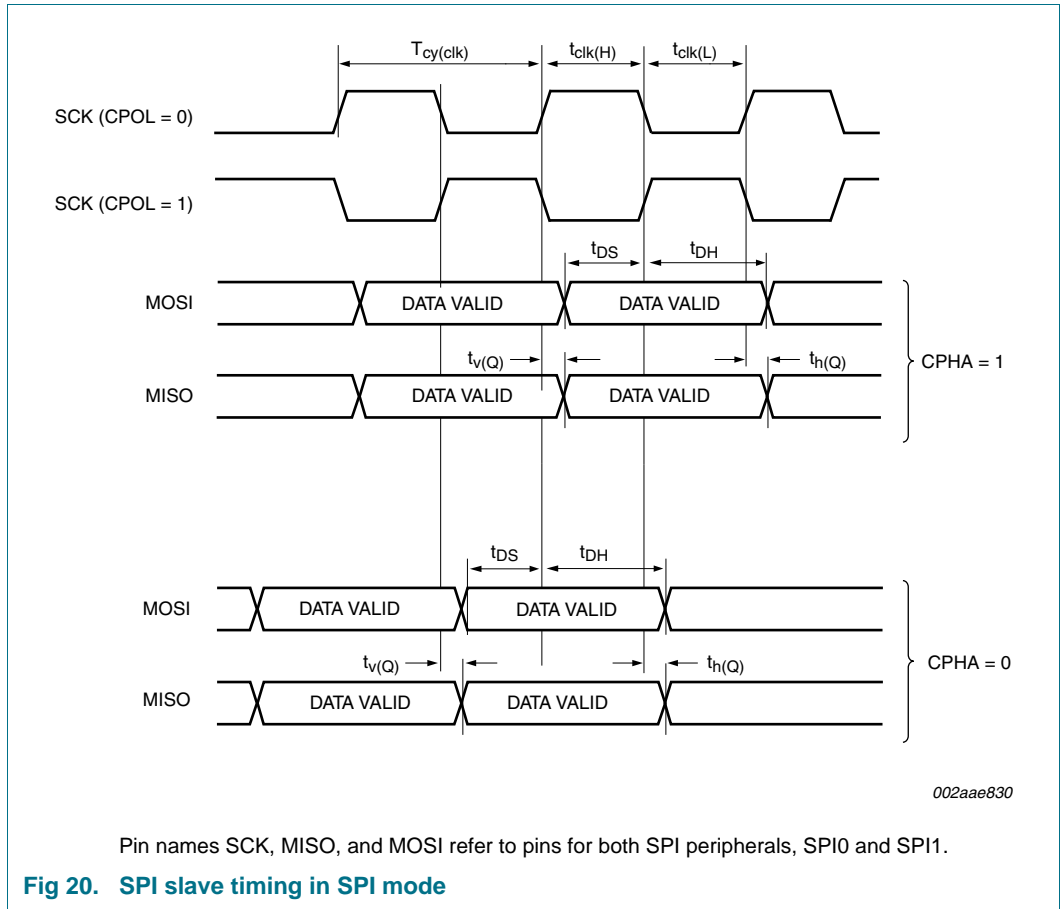 Tcy(clk) tclk(H) tclk(L)
SCK (CPOL = 0)
SCK (CPOL = 1)
tDS tDH
MOSI DATA VALID DATA VALID
tv(Q) th(Q)
CPHA = 1
MISO DATA VALID DATA VALID
tDS tDH
MOSI DATA VALID DATA VALID
tv(Q) th(Q)
CPHA = 0
MISO DATA VALID DATA VALID
002aae830
Pin names SCK, MISO, and MOSI refer to pins for both SPI peripherals, SPI0 and SPI1.
Fig 20. SPI slave timing in SPI mode